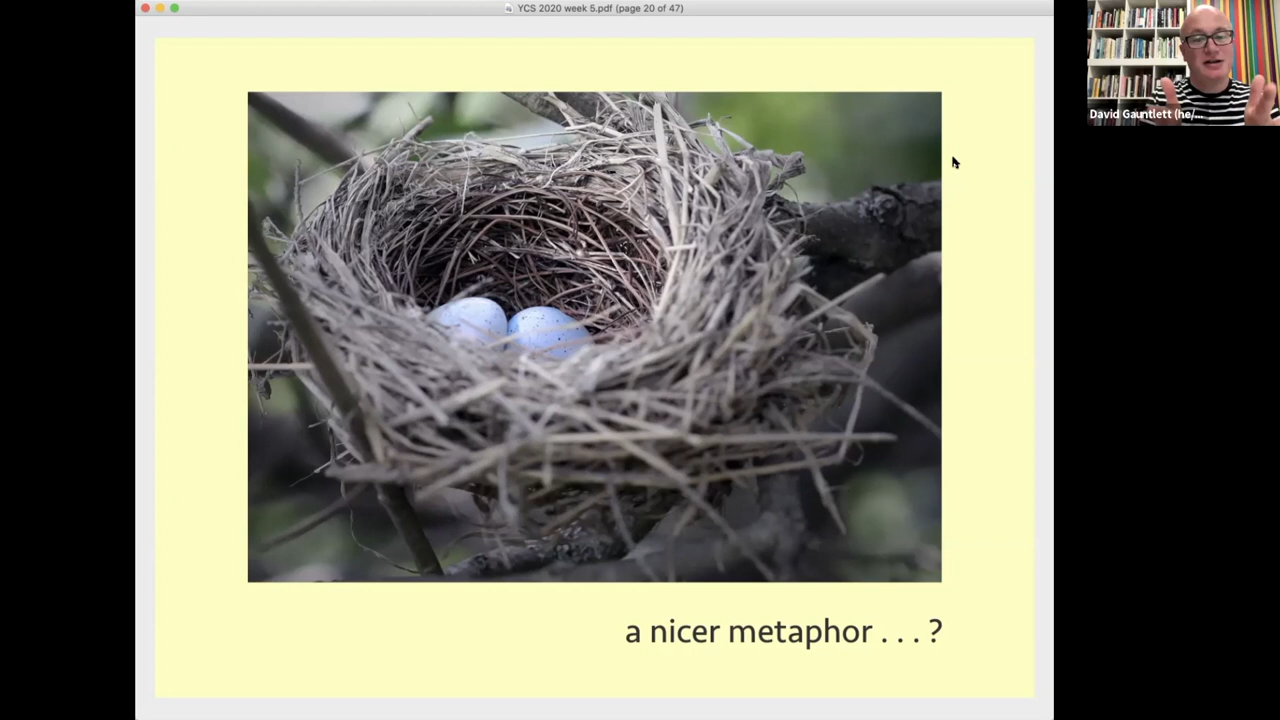 YCS 2020 week 5.pdf (page 20 of 47)
David Gauntlett (he/...
a nicer metaphor . . . ?